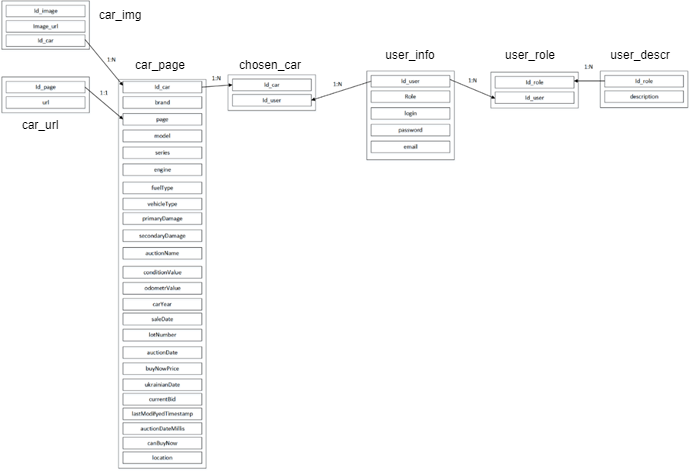 car_img
Id_image
Image_url
Id_car
1:N
car_url
Id_page
url
1:1
car_page
Id_car
brand
page
model
series
engine
fuelType
vehicleType
primaryDamage
secondaryDamage
auctionName
conditionValue
odometrValue
carYear
saleDate
lotNumber
auctionDate
buyNowPrice
ukrainianDate
currentBid
lastModifyedTimestamp
auctionDateMillis
canBuyNow
location
1:N
chosen_car
Id_car
Id_user
1:N
user_info
Id_user
Role
login
password
email
1:N
user_role
Id_role
Id_user
1:N
user_descr
Id_role
description